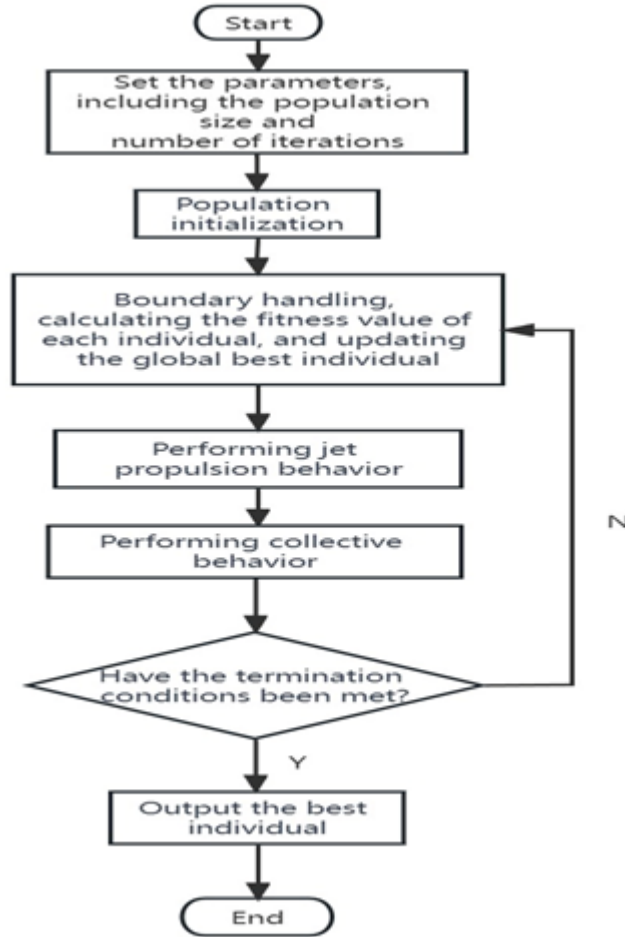 Start
Set the parameters,
including the population
size and
number of iterations
Population
initialization
Boundary handling,
calculating the fitness value of
each individual, and updating
the global best individual
Performing jet
propulsion behavior
Performing collective
behavior
N
Have the termination
conditions been met?
Y
Output the best
individual
End